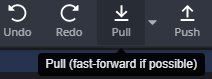 Undo Redo Pull Push
Pull (fast-forward if possible)